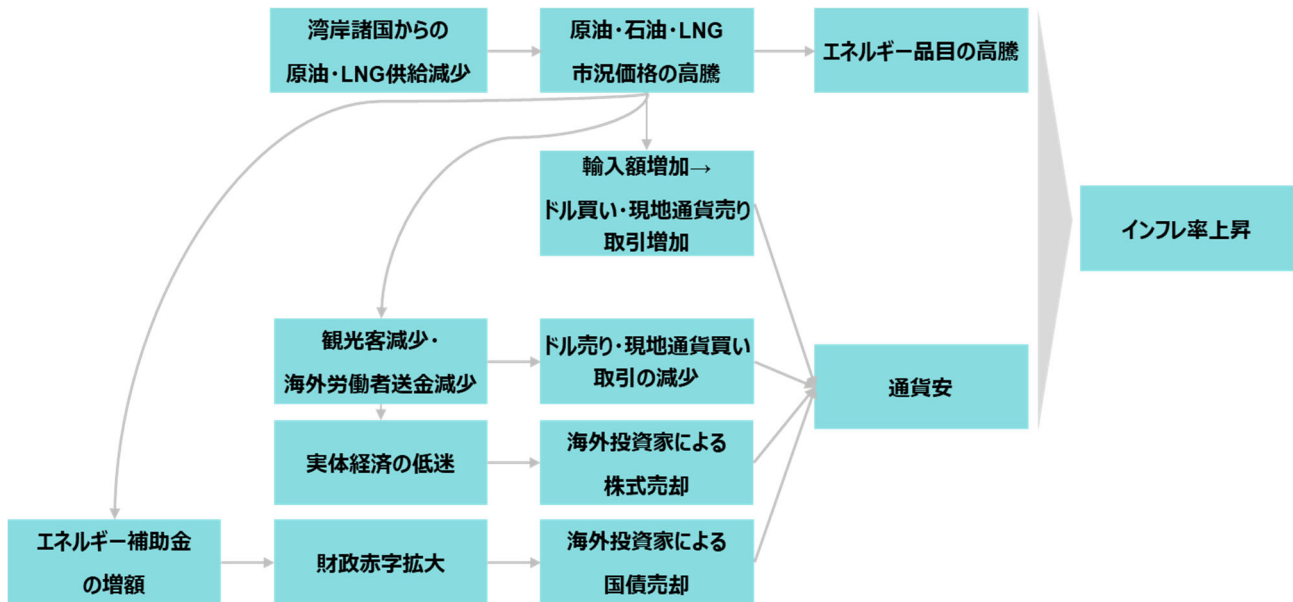 湾岸諸国からの
原油・LNG供給減少
原油・石油・LNG
市況価格の高騰
エネルギー品目の高騰
輸入額増加→
ドル買い・現地通貨売り
取引増加
インフレ率上昇
観光客減少・
海外労働者送金減少
ドル売り・現地通貨買い
取引の減少
通貨安
実体経済の低迷
海外投資家による
株式売却
エネルギー補助金
の増額
財政赤字拡大
海外投資家による
国債売却